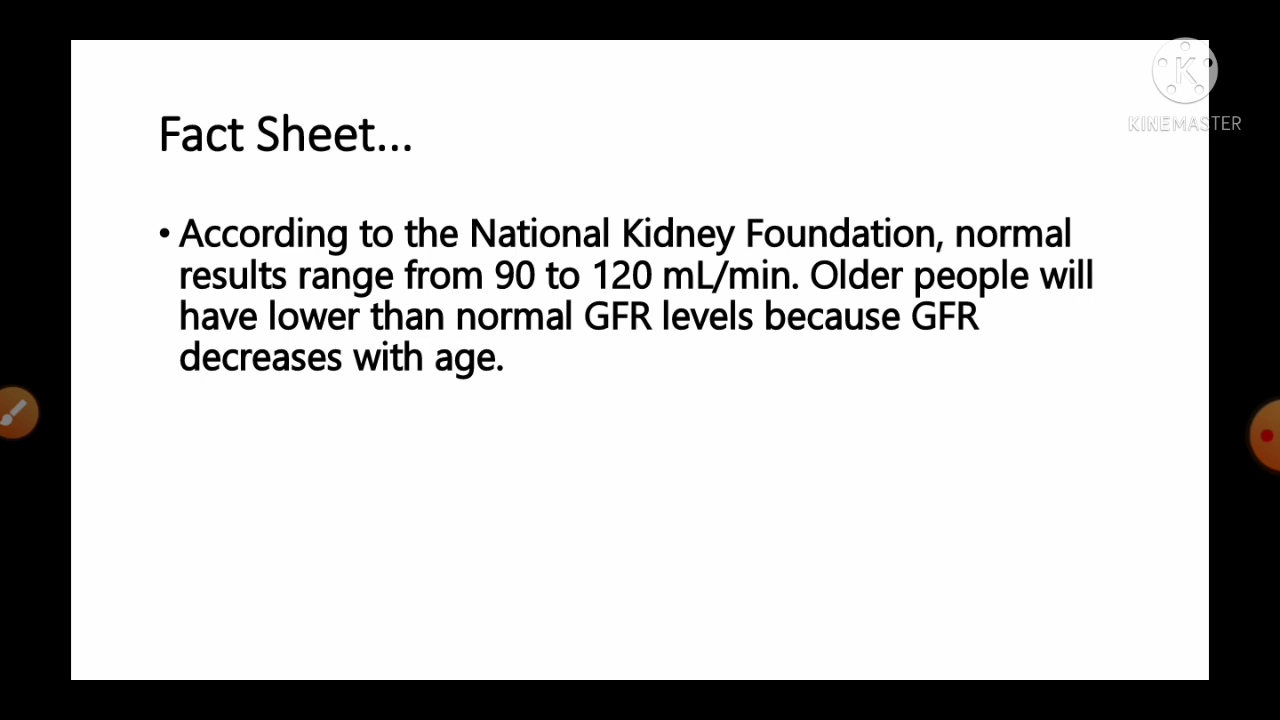 KINEMASTER
Fact Sheet...
• According to the National Kidney Foundation, normal
results range from 90 to 120 mL/min. Older people will
have lower than normal GFR levels because GFR
decreases with age.